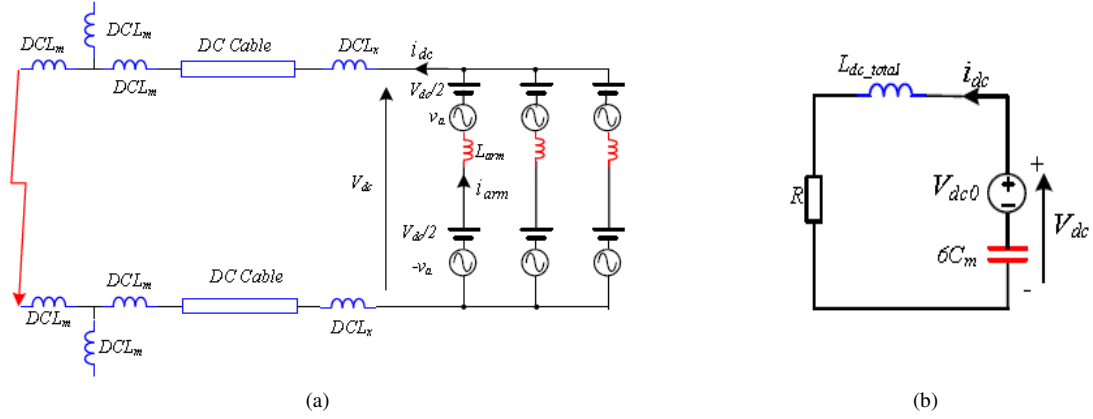 DCLm
DCLm
DCLm
DC Cable
DCLx
idc
Vdc/2
va
Larm
Vdc
iarm
Vdc/2
-va
DCLm
DCLm
DC Cable
DCLx
DCLm
(a)
Ldc_total
idc
R
+
Vdc0
Vdc
6Cm
-
(b)